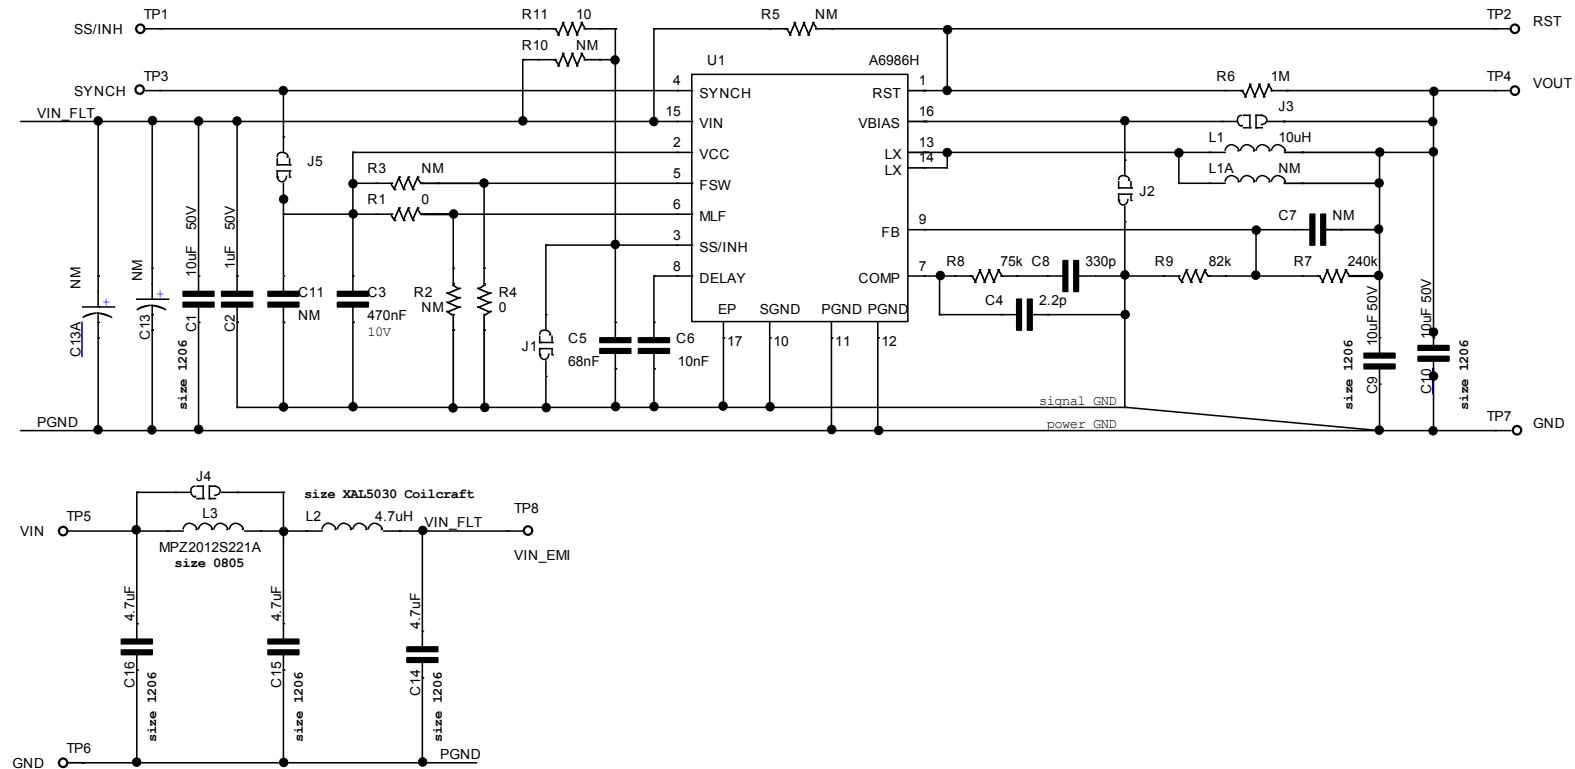 TP1
SS/INH
R11 10
R10 NM
R5 NM
TP2
RST
U1
A6986H
TP3
SYNCH
VIN_FLT
4 SYNCH
15 VIN
2 VCC
5 FSW
6 MLF
3 SS/INH
8 DELAY
RST 1
VBIAS 16
LX 13
LX 14
FB 9
COMP 7
EP
SGND
PGND
PGND
17
10
11
12
R6 1M
TP4
VOUT
J3
L1 10uH
L1A NM
J2
C7 NM
R8 75k
C8 330p
R9 82k
R7 240k
C4 2.2p
J5
R3 NM
R1 0
NM
C13A
NM
C13
10uF 50V
C1
size 1206
1uF 50V
C2
C11
NM
C3
470nF
10V
R2
NM
R4
0
J1
C5
68nF
C6
10nF
10uF 50V
C9
size 1206
10uF 50V
C10
size 1206
signal GND
power GND
PGND
TP7
GND
J4
size XAL5030 Coilcraft
TP5
VIN
L3
MPZ2012S221A
size 0805
L2 4.7uH
VIN_FLT
TP8
VIN_EMI
4.7uF
C16
size 1206
4.7uF
C15
size 1206
4.7uF
C14
size 1206
TP6
GND
PGND